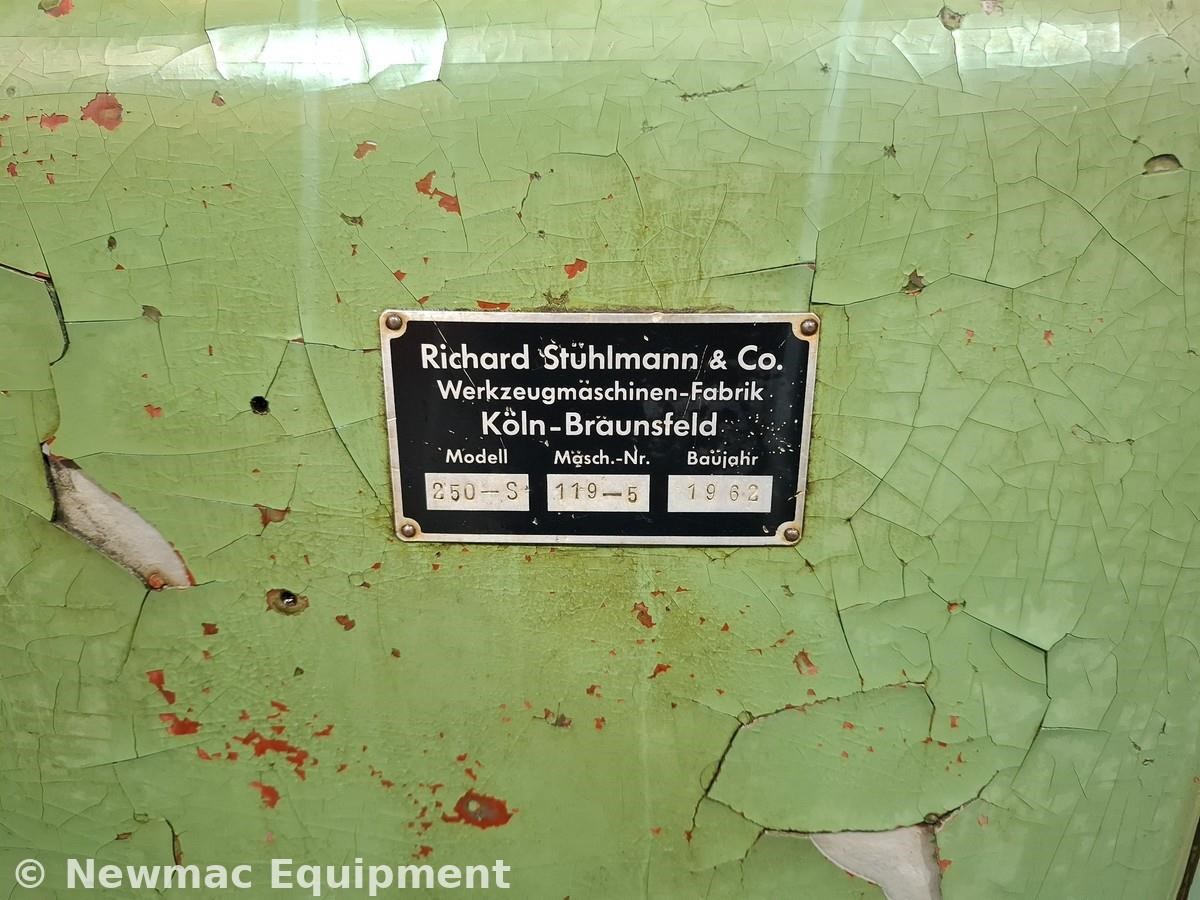 Richard Stühlmann & Co.
Werkzeugmaschinen-Fabrik
Köln-Braunsfeld
Modell Masch.-Nr. Baujahr
250-S 119-5 1962
© Newmac Equipment